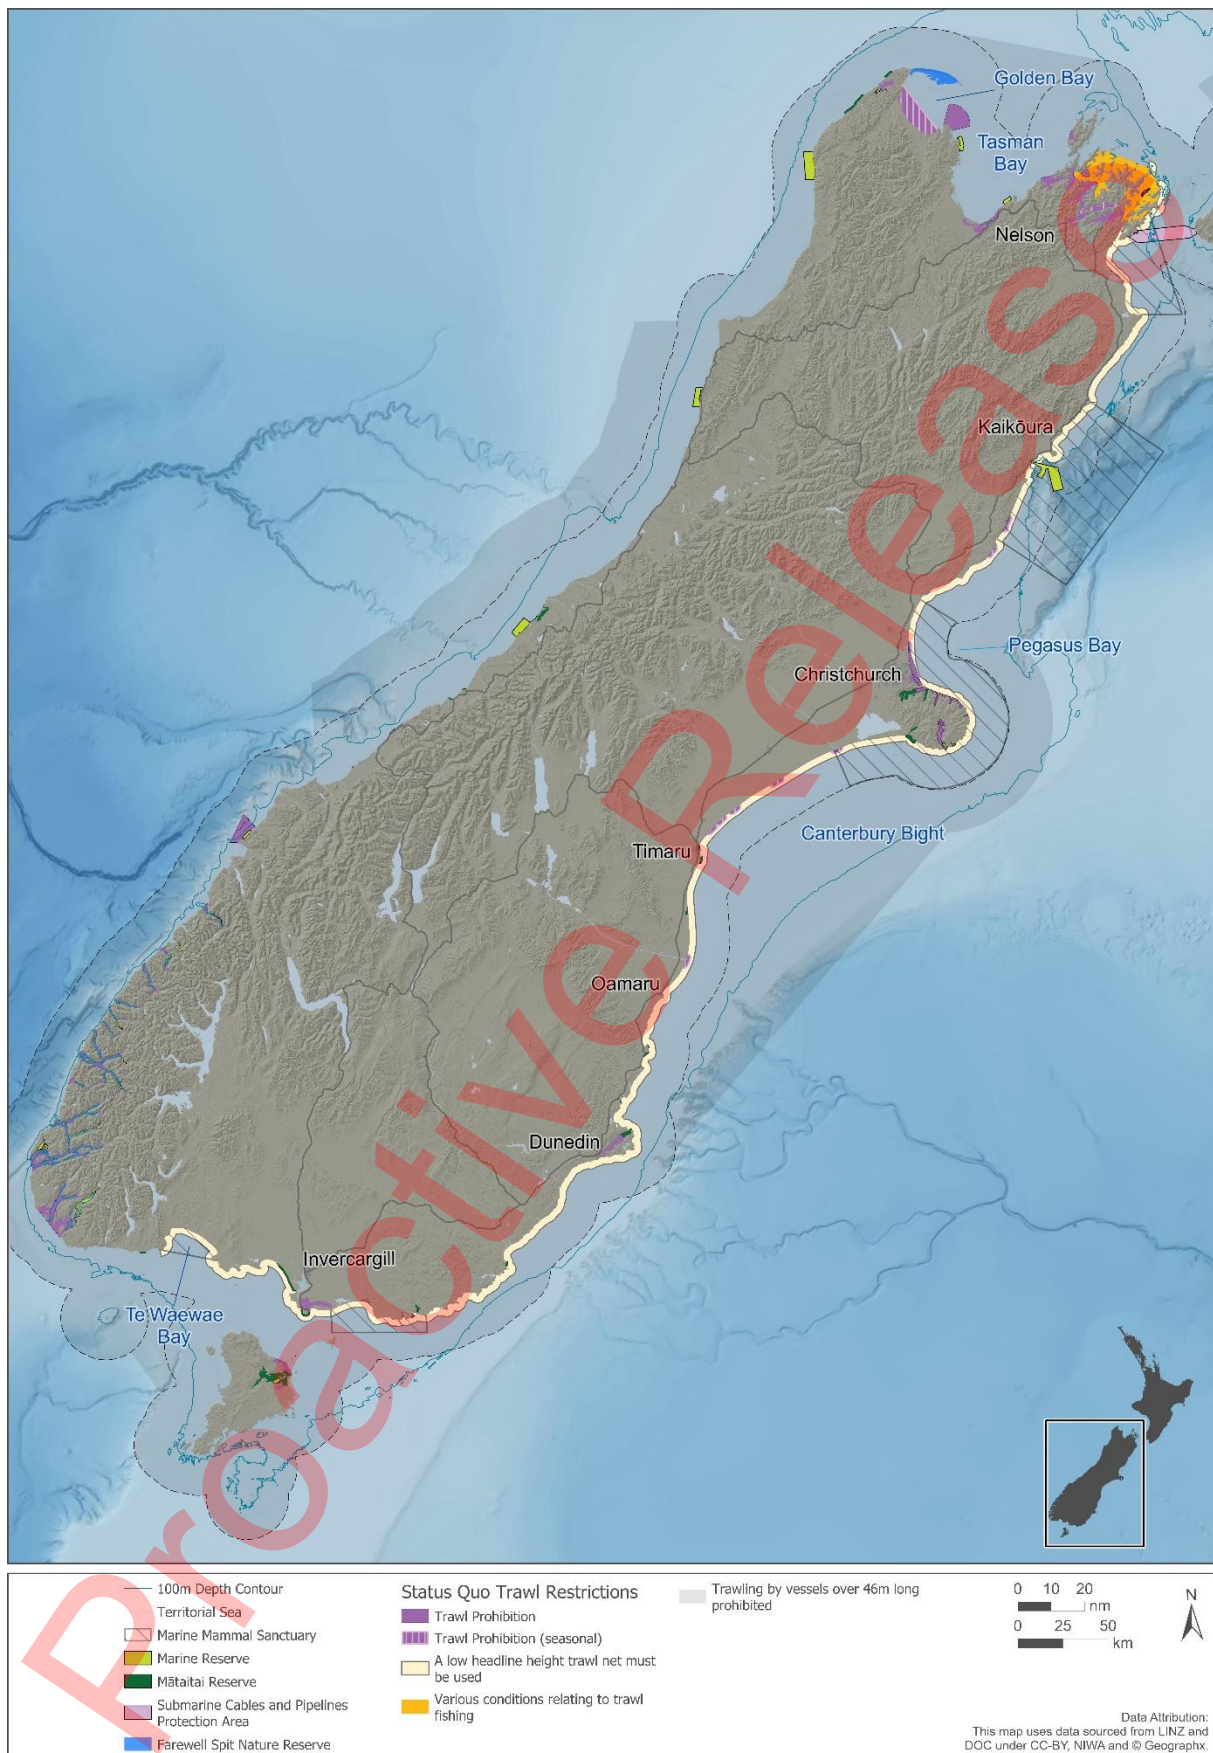 Golden Bay
Tasman
Bay
Nelson
Kaikōura
Pegasus Bay
Christchurch
Canterbury Bight
Timaru
Oamaru
Dunedin
Invercargill
Te Waewae
Bay
Proactive Release
100m Depth Contour
Territorial Sea
Marine Mammal Sanctuary
Marine Reserve
Mātaitai Reserve
Submarine Cables and Pipelines
Protection Area
Farewell Spit Nature Reserve
Status Quo Trawl Restrictions
Trawl Prohibition
Trawl Prohibition (seasonal)
A low headline height trawl net must
be used
Various conditions relating to trawl
fishing
Trawling by vessels over 46m long
prohibited
0 10 20
nm
0 25 50
km
N
Data Attribution:
This map uses data sourced from LINZ and
DOC under CC-BY, NIWA and © Geographx.